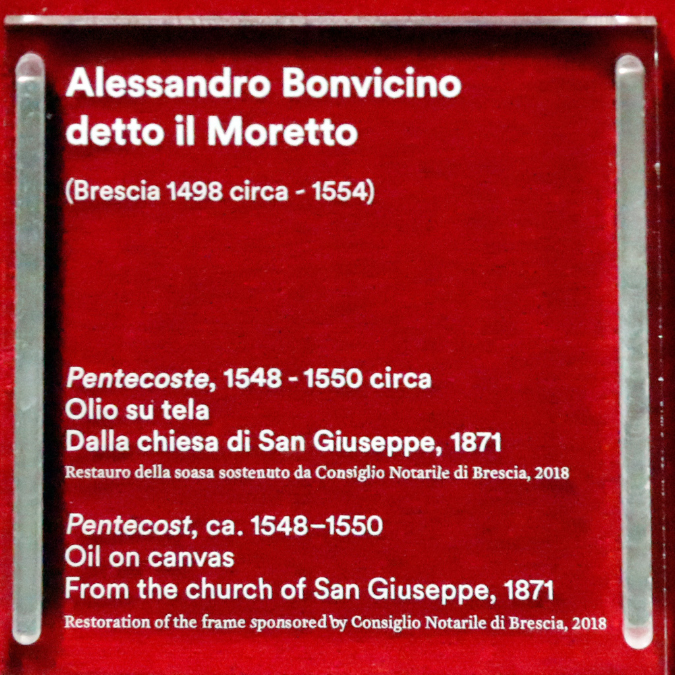 Alessandro Bonvicino
detto il Moretto
(Brescia 1498 circa - 1554)
Pentecoste, 1548 - 1550 circa
Olio su tela
Dalla chiesa di San Giuseppe, 1871
Restauro della soasa sostenuto da Consiglio Notarile di Brescia, 2018
Pentecost, ca. 1548–1550
Oil on canvas
From the church of San Giuseppe, 1871
Restoration of the frame sponsored by Consiglio Notarile di Brescia, 2018